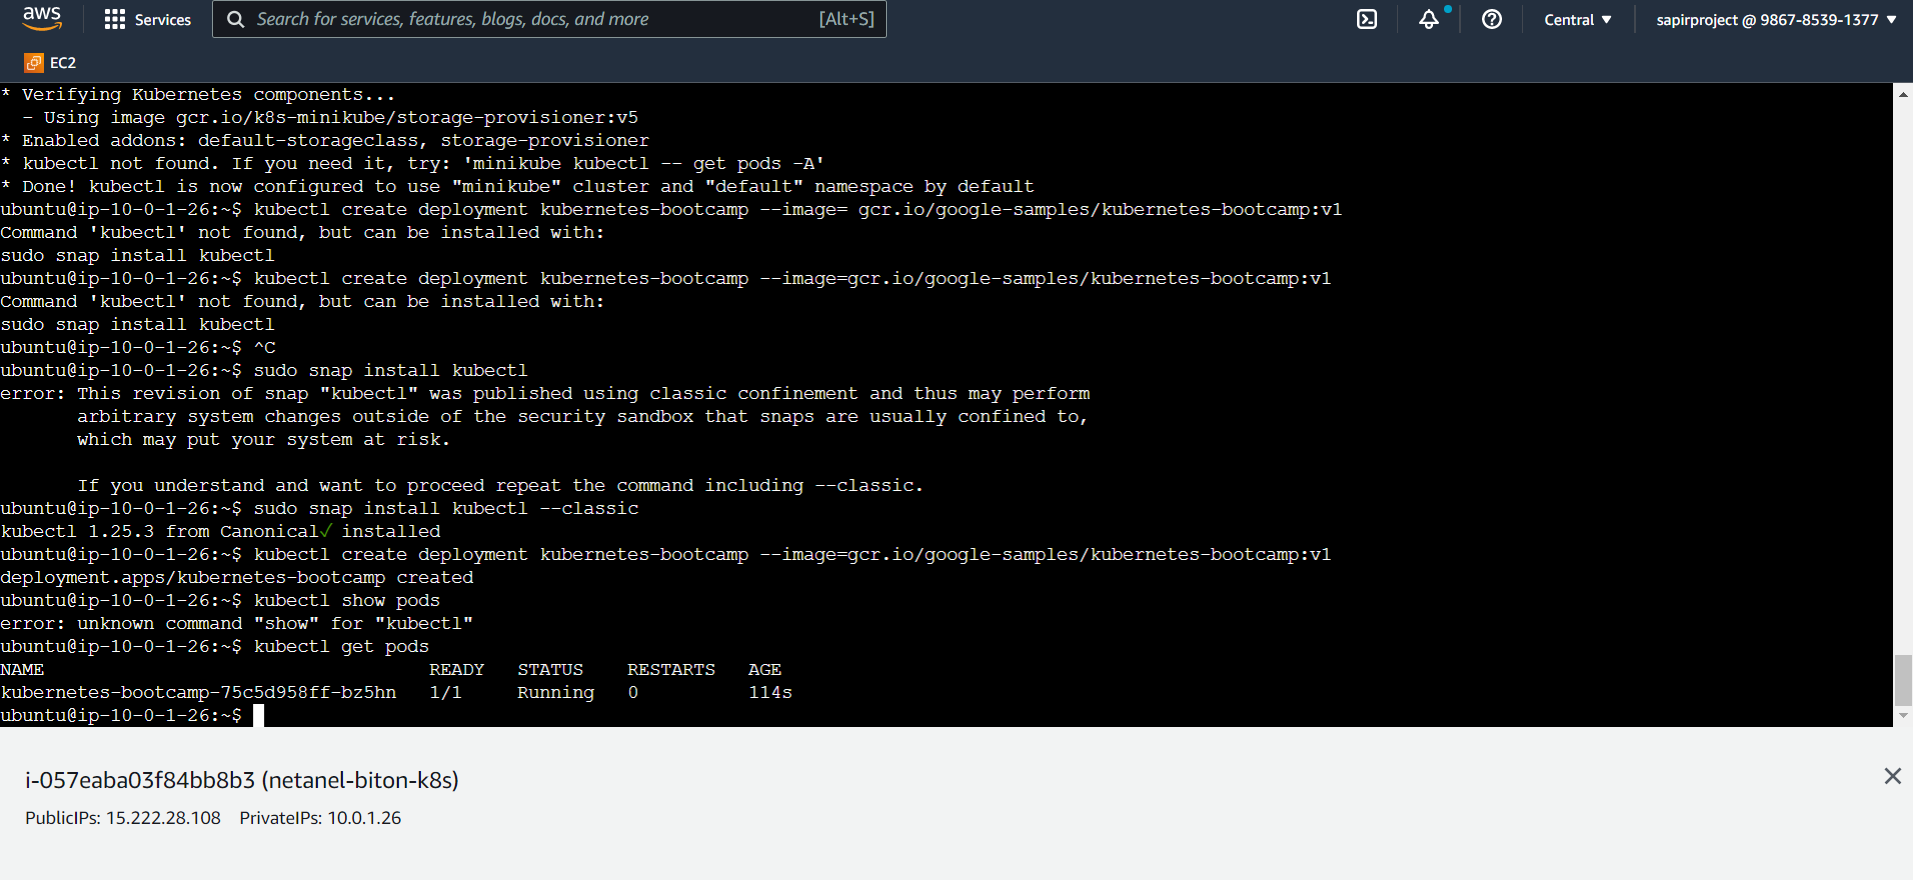 aws
Services
Search for services, features, blogs, docs, and more
[Alt+S]
Central ▼
sapirproject @ 9867-8539-1377 ▼
EC2
* Verifying Kubernetes components...
  - Using image gcr.io/k8s-minikube/storage-provisioner:v5
* Enabled addons: default-storageclass, storage-provisioner
* kubectl not found. If you need it, try: 'minikube kubectl -- get pods -A'
* Done! kubectl is now configured to use "minikube" cluster and "default" namespace by default
ubuntu@ip-10-0-1-26:~$ kubectl create deployment kubernetes-bootcamp --image= gcr.io/google-samples/kubernetes-bootcamp:v1
Command 'kubectl' not found, but can be installed with:
sudo snap install kubectl
ubuntu@ip-10-0-1-26:~$ kubectl create deployment kubernetes-bootcamp --image=gcr.io/google-samples/kubernetes-bootcamp:v1
Command 'kubectl' not found, but can be installed with:
sudo snap install kubectl
ubuntu@ip-10-0-1-26:~$ ^C
ubuntu@ip-10-0-1-26:~$ sudo snap install kubectl
error: This revision of snap "kubectl" was published using classic confinement and thus may perform
       arbitrary system changes outside of the security sandbox that snaps are usually confined to,
       which may put your system at risk.
       If you understand and want to proceed repeat the command including --classic.
ubuntu@ip-10-0-1-26:~$ sudo snap install kubectl --classic
kubectl 1.25.3 from Canonical✓ installed
ubuntu@ip-10-0-1-26:~$ kubectl create deployment kubernetes-bootcamp --image=gcr.io/google-samples/kubernetes-bootcamp:v1
deployment.apps/kubernetes-bootcamp created
ubuntu@ip-10-0-1-26:~$ kubectl show pods
error: unknown command "show" for "kubectl"
ubuntu@ip-10-0-1-26:~$ kubectl get pods
NAME                                   READY   STATUS    RESTARTS   AGE
kubernetes-bootcamp-75c5d958ff-bz5hn   1/1     Running   0          114s
ubuntu@ip-10-0-1-26:~$
i-057eaba03f84bb8b3 (netanel-biton-k8s)
PublicIPs: 15.222.28.108   PrivateIPs: 10.0.1.26